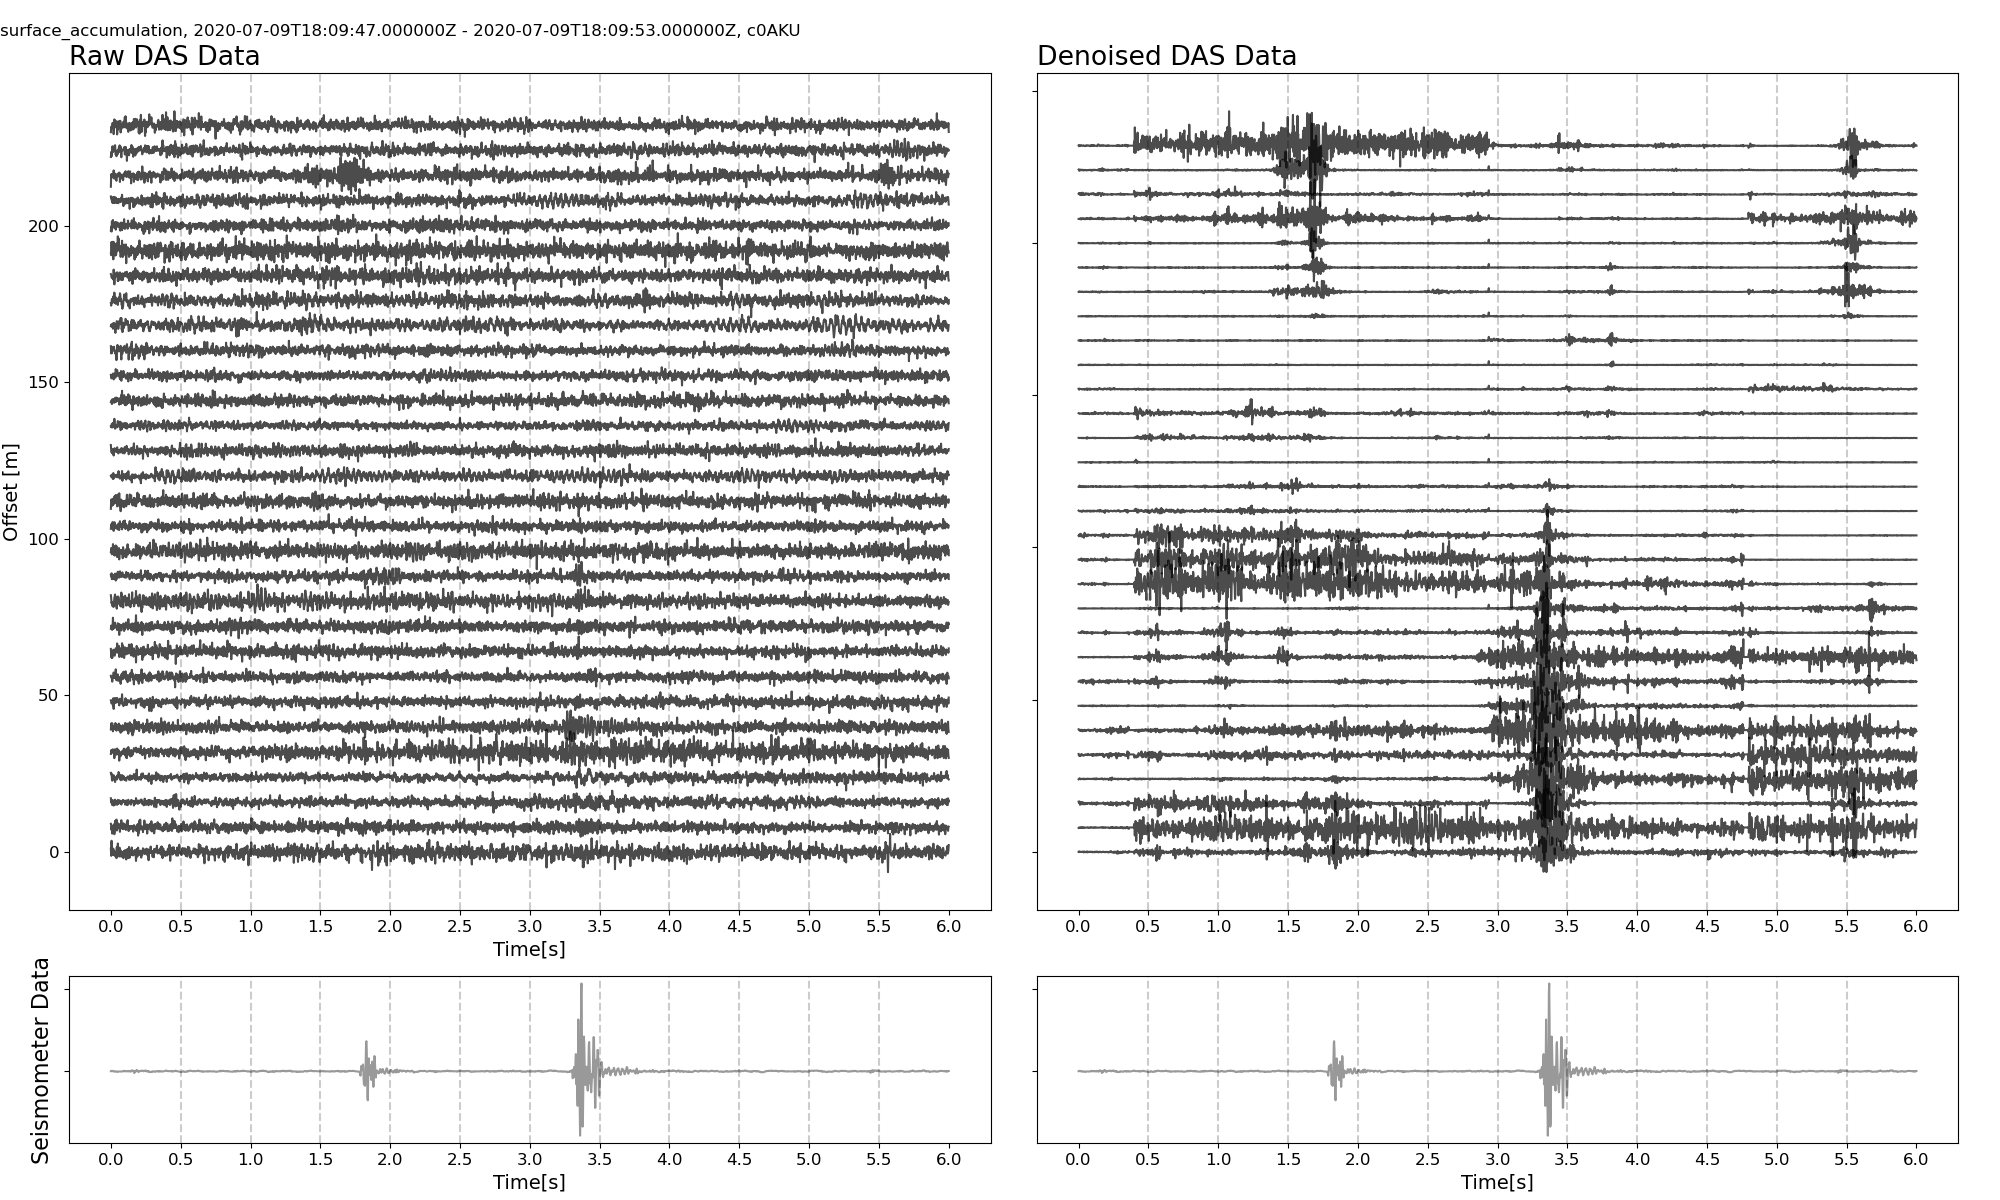 surface_accumulation, 2020-07-09T18:09:47.000000Z - 2020-07-09T18:09:53.000000Z, c0AKU
Raw DAS Data
Denoised DAS Data
Offset [m]
200
150
100
50
0
0.0 0.5 1.0 1.5 2.0 2.5 3.0 3.5 4.0 4.5 5.0 5.5 6.0
Time[s]
0.0 0.5 1.0 1.5 2.0 2.5 3.0 3.5 4.0 4.5 5.0 5.5 6.0
Seismometer Data
0.0 0.5 1.0 1.5 2.0 2.5 3.0 3.5 4.0 4.5 5.0 5.5 6.0
Time[s]
0.0 0.5 1.0 1.5 2.0 2.5 3.0 3.5 4.0 4.5 5.0 5.5 6.0
Time[s]